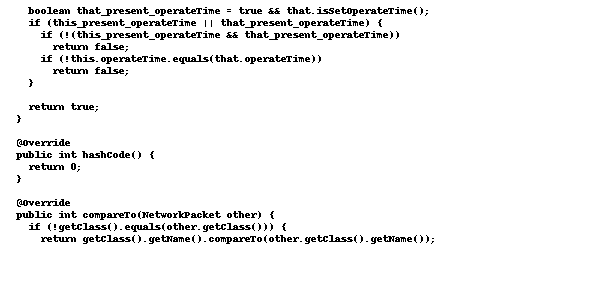 boolean that_present_operateTime = true && that.isSetOperateTime();
if (this_present_operateTime || that_present_operateTime) {
if (!(this_present_operateTime && that_present_operateTime))
return false;
if (!this.operateTime.equals(that.operateTime))
return false;
}
return true;
}
@Override
public int hashCode() {
return 0;
}
@Override
public int compareTo(NetworkPacket other) {
if (!getClass().equals(other.getClass())) {
return getClass().getName().compareTo(other.getClass().getName());